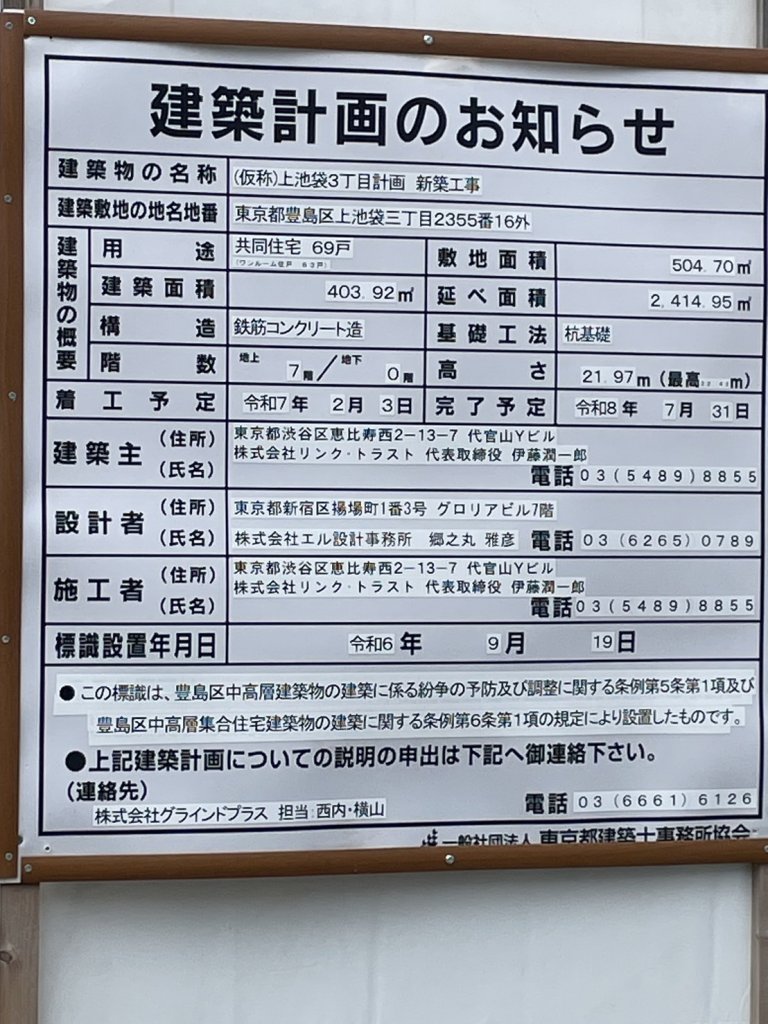 建築計画のお知らせ
建築物の名称 (仮称)上池袋3丁目計画 新築工事
建築敷地の地名地番 東京都豊島区上池袋三丁目2355番16外
建築物の概要
用途 共同住宅 69戸 敷地面積 504.70㎡
(ワンルーム住戸 63戸)
建築面積 403.92㎡ 延べ面積 2,414.95㎡
構造 鉄筋コンクリート造 基礎工法 杭基礎
階数 地上 7階/地下 0階 高さ 21.97m (最高 m)
着工予定 令和7年 2月 3日 完了予定 令和8年 7月 31日
建築主 (住所) 東京都渋谷区恵比寿西2-13-7 代官山Yビル
(氏名) 株式会社リンク・トラスト 代表取締役 伊藤潤一郎
電話 03(5489)8855
設計者 (住所) 東京都新宿区揚場町1番3号 グロリアビル7階
(氏名) 株式会社エル設計事務所 郷之丸 雅彦 電話 03(6265)0789
施工者 (住所) 東京都渋谷区恵比寿西2-13-7 代官山Yビル
(氏名) 株式会社リンク・トラスト 代表取締役 伊藤潤一郎
電話 03(5489)8855
標識設置年月日 令和6年 9月 19日
●この標識は、豊島区中高層建築物の建築に係る紛争の予防及び調整に関する条例第5条第1項及び
豊島区中高層集合住宅建築物の建築に関する条例第6条第1項の規定により設置したものです。
●上記建築計画についての説明の申出は下記へ御連絡下さい。
(連絡先)
株式会社グラインドプラス 担当:西内・横山 電話 03(6661)6126
一般社団法人 東京都建築士事務所協会